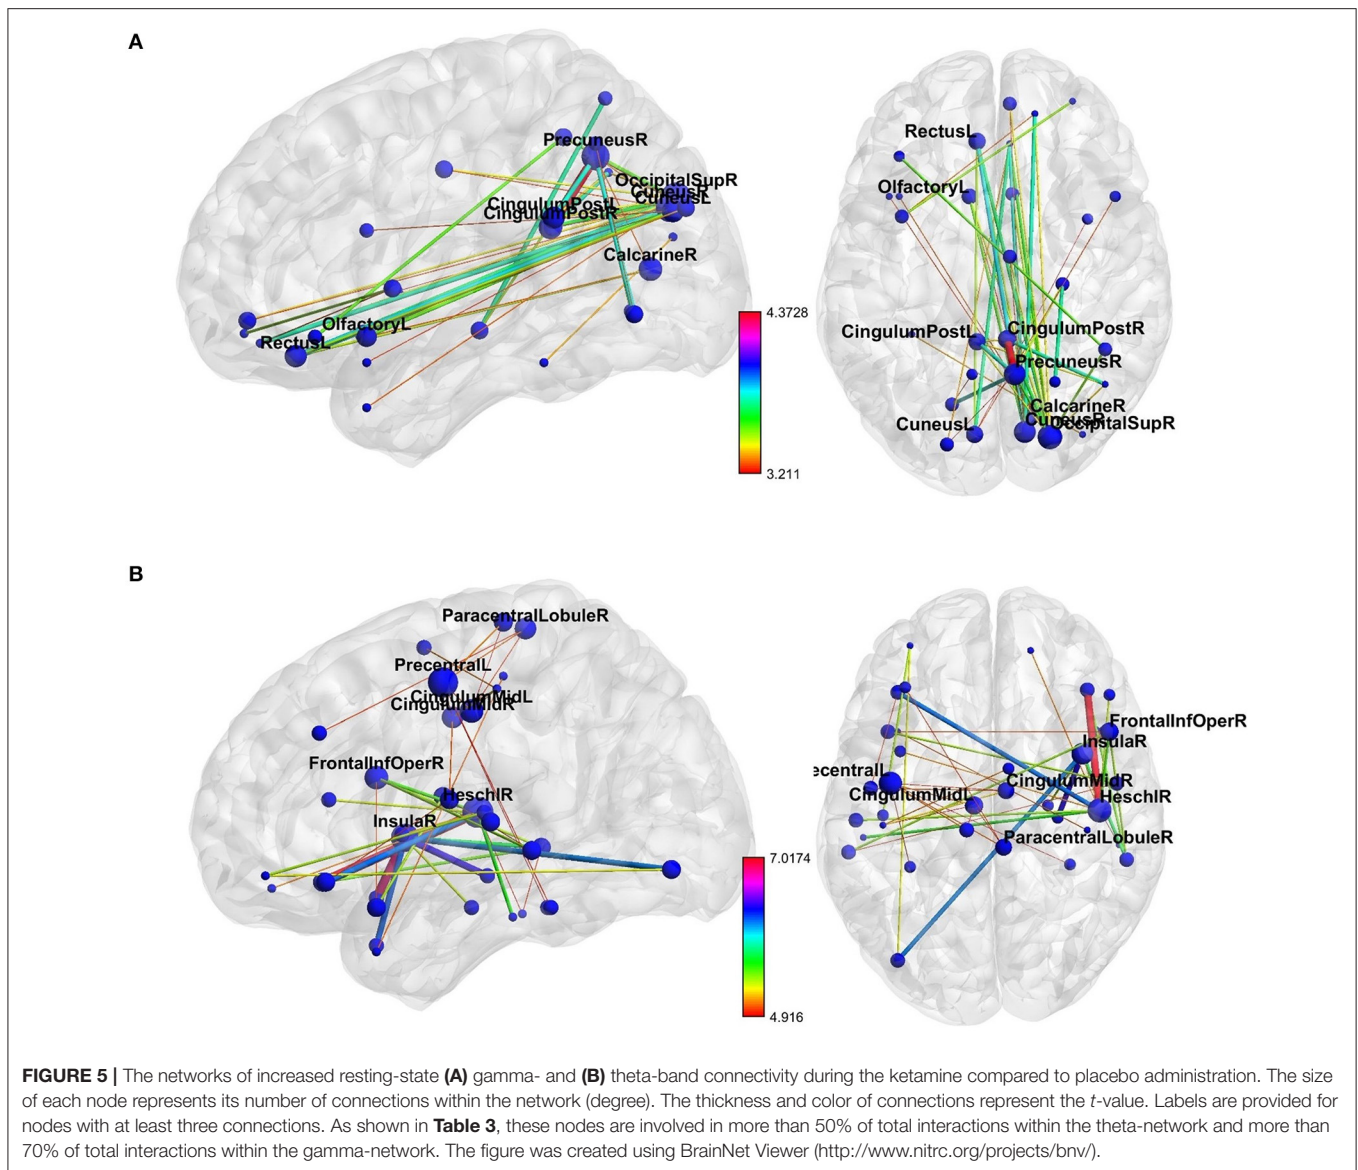 A
PrecuneusR
OccipitalSupR
CuneusR
CuneusL
CingulumPostL
CingulumPostR
CalcarineR
OlfactoryL
RectusL
4.3728
3.211
RectusL
OlfactoryL
CingulumPostL
CingulumPostR
PrecuneusR
CalcarineR
CuneusL
CuneusR
OccipitalSupR
B
ParacentralLobuleR
PrecentralL
CingulumMidL
CingulumMidR
FrontalInfOperR
HeschlR
InsulaR
7.0174
4.916
FrontalInfOperR
InsulaR
ecentralL
CingulumMidR
CingulumMidL
HeschlR
ParacentralLobuleR
FIGURE 5 | The networks of increased resting-state (A) gamma- and (B) theta-band connectivity during the ketamine compared to placebo administration. The size
of each node represents its number of connections within the network (degree). The thickness and color of connections represent the t-value. Labels are provided for
nodes with at least three connections. As shown in Table 3, these nodes are involved in more than 50% of total interactions within the theta-network and more than
70% of total interactions within the gamma-network. The figure was created using BrainNet Viewer (http://www.nitrc.org/projects/bnv/).